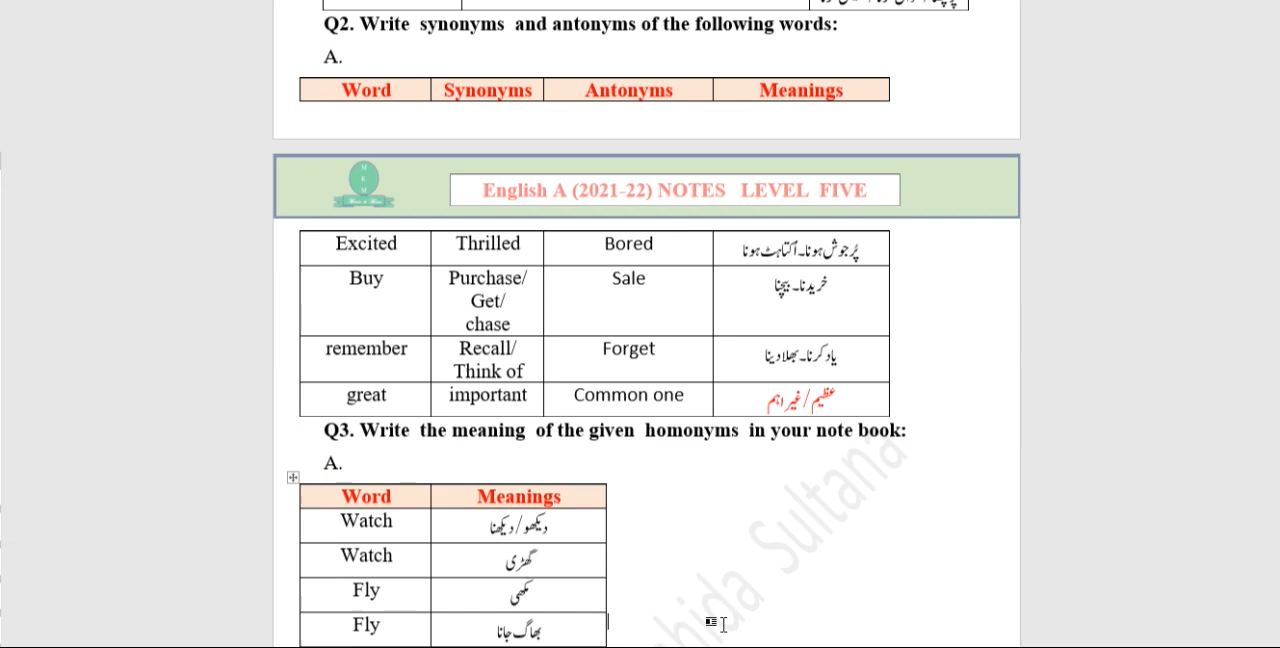 Q2. Write synonyms and antonyms of the following words:
A.
Word Synonyms Antonyms Meanings
English A (2021-22) NOTES LEVEL FIVE
Excited Thrilled Bored پُرجوش ہونا۔اکتاہٹ ہونا
Buy Purchase/ Sale خریدنا۔ بیچنا
Get/
chase
remember Recall/ Forget یاد کرنا۔بھلا دینا
Think of
great important Common one عظیم/غیر اہم
Q3. Write the meaning of the given homonyms in your note book:
A.
Word Meanings
Watch دیکھو/دیکھنا
Watch گھڑی
Fly مکھی
Fly بھاگ جانا
hida Sultana